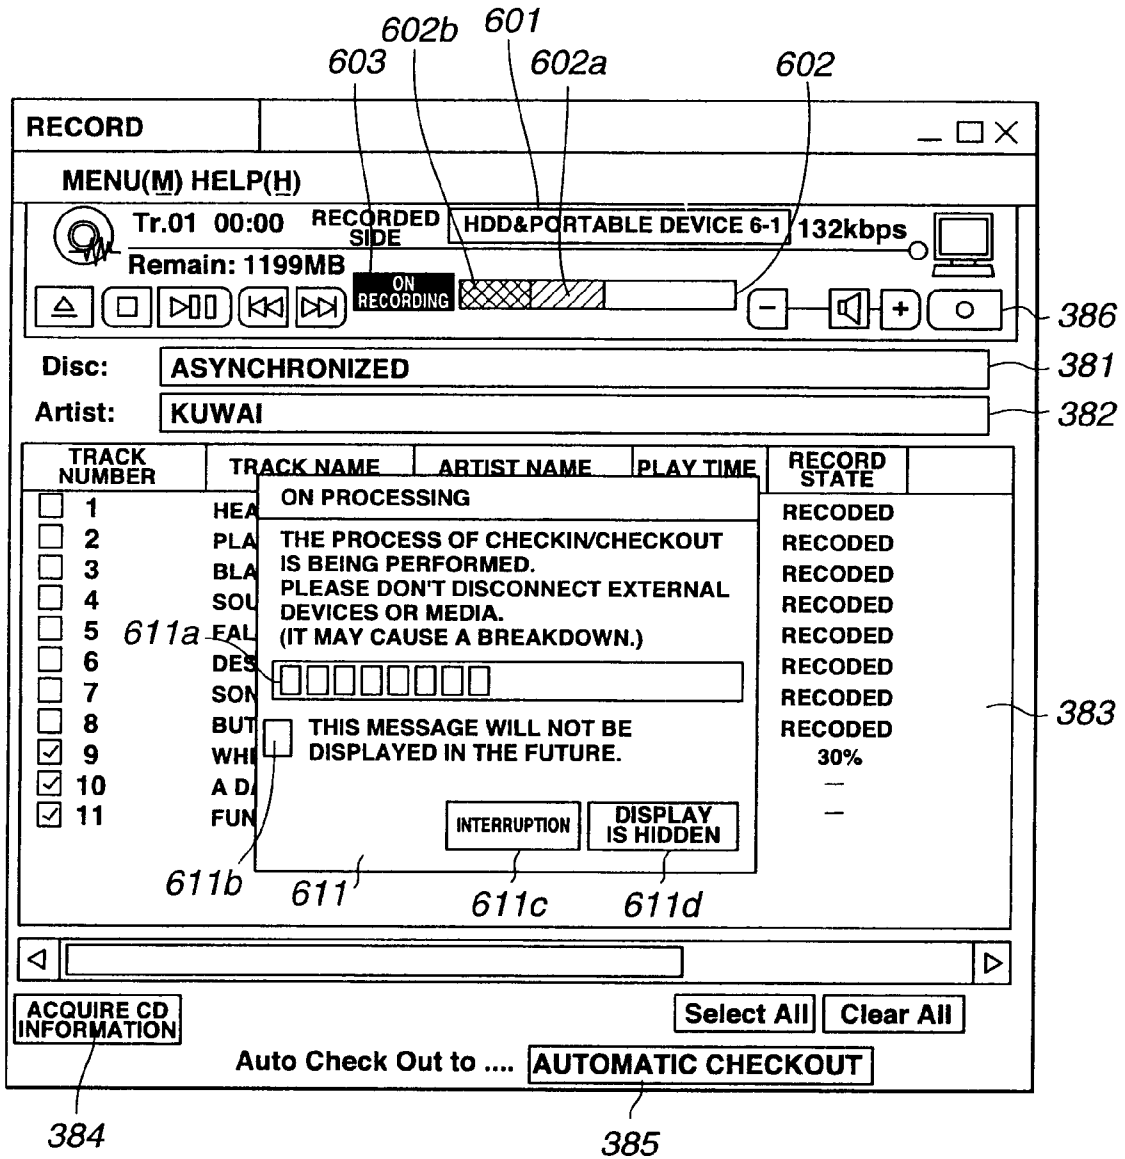 601
602b
603
602a
602
RECORD
MENU(M) HELP(H)
Tr.01 00:00
RECORDED
SIDE
HDD&PORTABLE DEVICE 6-1
132kbps
Remain: 1199MB
ON
RECORDING
386
Disc:
ASYNCHRONIZED
381
Artist:
KUWAI
382
TRACK
NUMBER
TRACK NAME
ARTIST NAME
PLAY TIME
RECORD
STATE
1 HEA RECODED
2 PLA RECODED
3 BLA RECODED
4 SOU RECODED
5 FAL RECODED
6 DES RECODED
7 SON RECODED
8 BUT RECODED
9 WHE 30%
10 A DA —
11 FUN —
ON PROCESSING
THE PROCESS OF CHECKIN/CHECKOUT
IS BEING PERFORMED.
PLEASE DON'T DISCONNECT EXTERNAL
DEVICES OR MEDIA.
(IT MAY CAUSE A BREAKDOWN.)
611a
THIS MESSAGE WILL NOT BE
DISPLAYED IN THE FUTURE.
383
INTERRUPTION
DISPLAY
IS HIDDEN
611b
611
611c
611d
ACQUIRE CD
INFORMATION
Select All
Clear All
Auto Check Out to ....
AUTOMATIC CHECKOUT
384
385